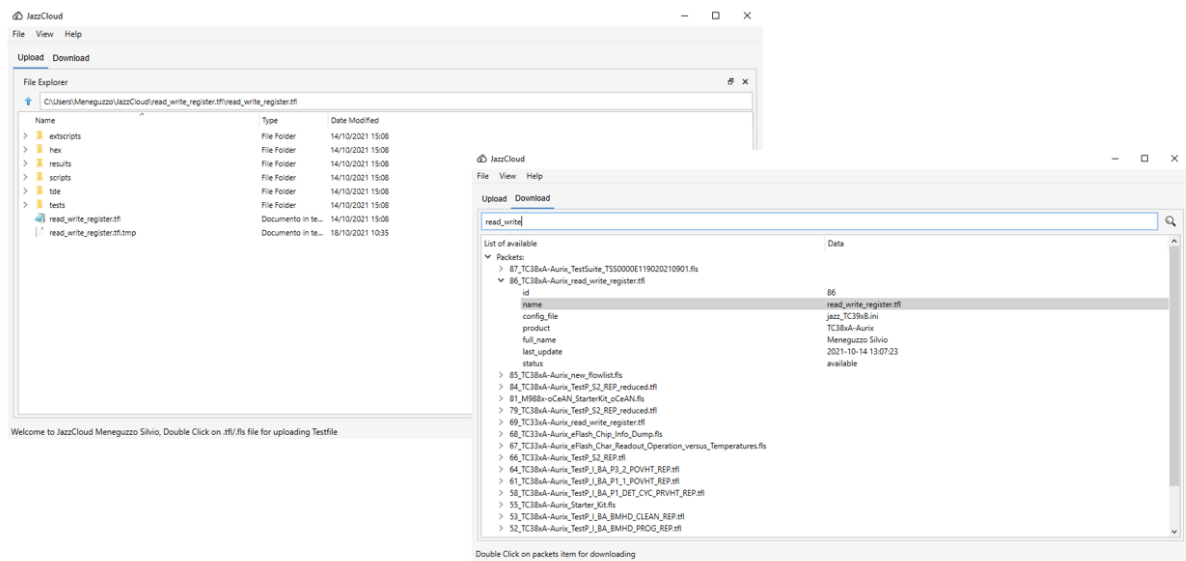 JazzCloud
File View Help
Upload Download
File Explorer
C:\Users\Meneguzzo\JazzCloud\read_write_register.tfl\read_write_register.tfl
Name Type Date Modified
extscripts File Folder 14/10/2021 15:08
hex File Folder 14/10/2021 15:08
results File Folder 14/10/2021 15:08
scripts File Folder 14/10/2021 15:08
tde File Folder 14/10/2021 15:08
tests File Folder 14/10/2021 15:08
read_write_register.tfl Documento in te... 14/10/2021 15:08
read_write_register.tfl.tmp Documento in te... 18/10/2021 10:35
Welcome to JazzCloud Meneguzzo Silvio, Double Click on .tfl/.fls file for uploading Testfile
JazzCloud
File View Help
Upload Download
read_write
List of available Data
Packets:
87_TC38xA-Aurix_TestSuite_TSS0000E119020210901.fls
86_TC38xA-Aurix_read_write_register.tfl
id 86
name read_write_register.tfl
config_file jazz_TC39xB.ini
product TC38xA-Aurix
full_name Meneguzzo Silvio
last_update 2021-10-14 13:07:23
status available
85_TC38xA-Aurix_new_flowlist.fls
84_TC38xA-Aurix_TestP_S2_REP_reduced.tfl
81_M988x-oCeAN_StarterKit_oCeAN.fls
79_TC38xA-Aurix_TestP_S2_REP_reduced.tfl
69_TC33xA-Aurix_read_write_register.tfl
68_TC33xA-Aurix_eFlash_Chip_Info_Dump.fls
67_TC33xA-Aurix_eFlash_Char_Readout_Operation_versus_Temperatures.fls
66_TC33xA-Aurix_TestP_S2_REP.tfl
64_TC38xA-Aurix_TestP_I_BA_P3_2_POVHT_REP.tfl
61_TC38xA-Aurix_TestP_I_BA_P1_1_POVHT_REP.tfl
58_TC38xA-Aurix_TestP_I_BA_P1_DET_CYC_PRVHT_REP.tfl
55_TC38xA-Aurix_Starter_Kit.fls
53_TC38xA-Aurix_TestP_I_BA_BMHD_CLEAN_REP.tfl
52_TC38xA-Aurix_TestP_I_BA_BMHD_PROG_REP.tfl
Double Click on packets item for downloading